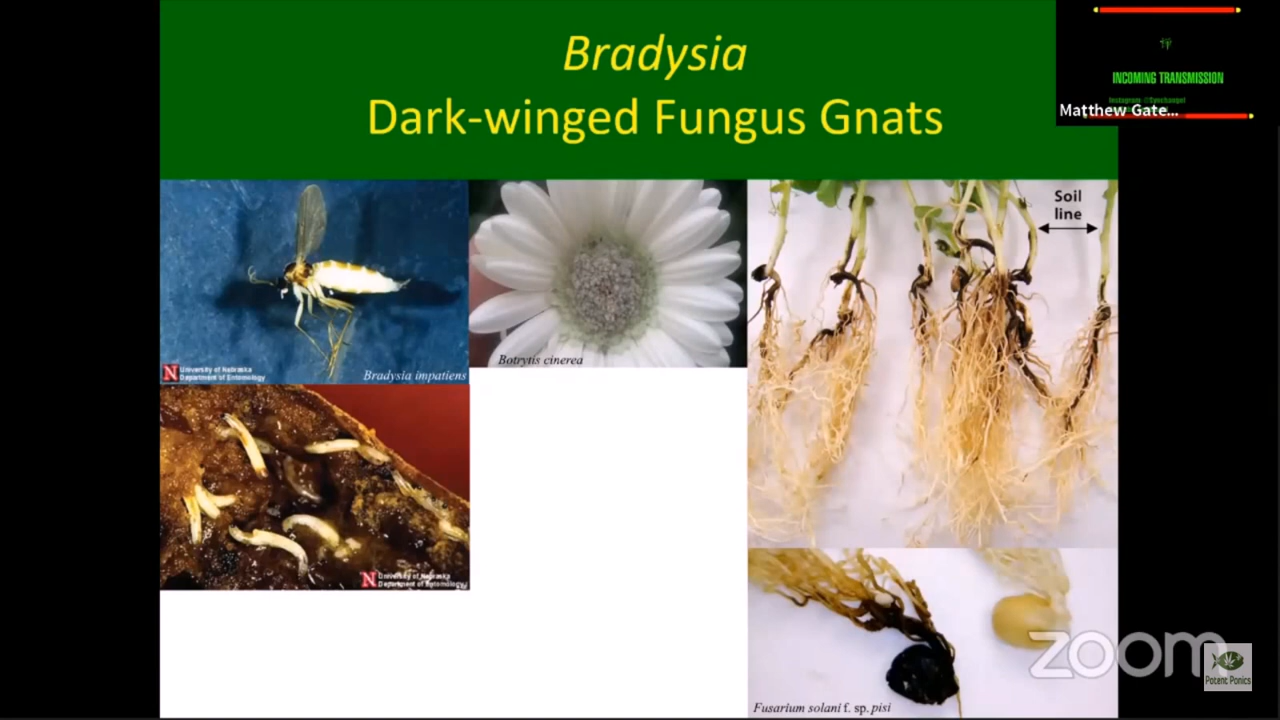 Bradysia
Dark-winged Fungus Gnats
INCOMING TRANSMISSION
Matthew Gate...
Soil
line
N University of Nebraska
Department of Entomology
Bradysia impatiens
Botrytis cinerea
N University of Nebraska
Department of Entomology
Fusarium solani f. sp. pisi
zoom
Potent Ponics